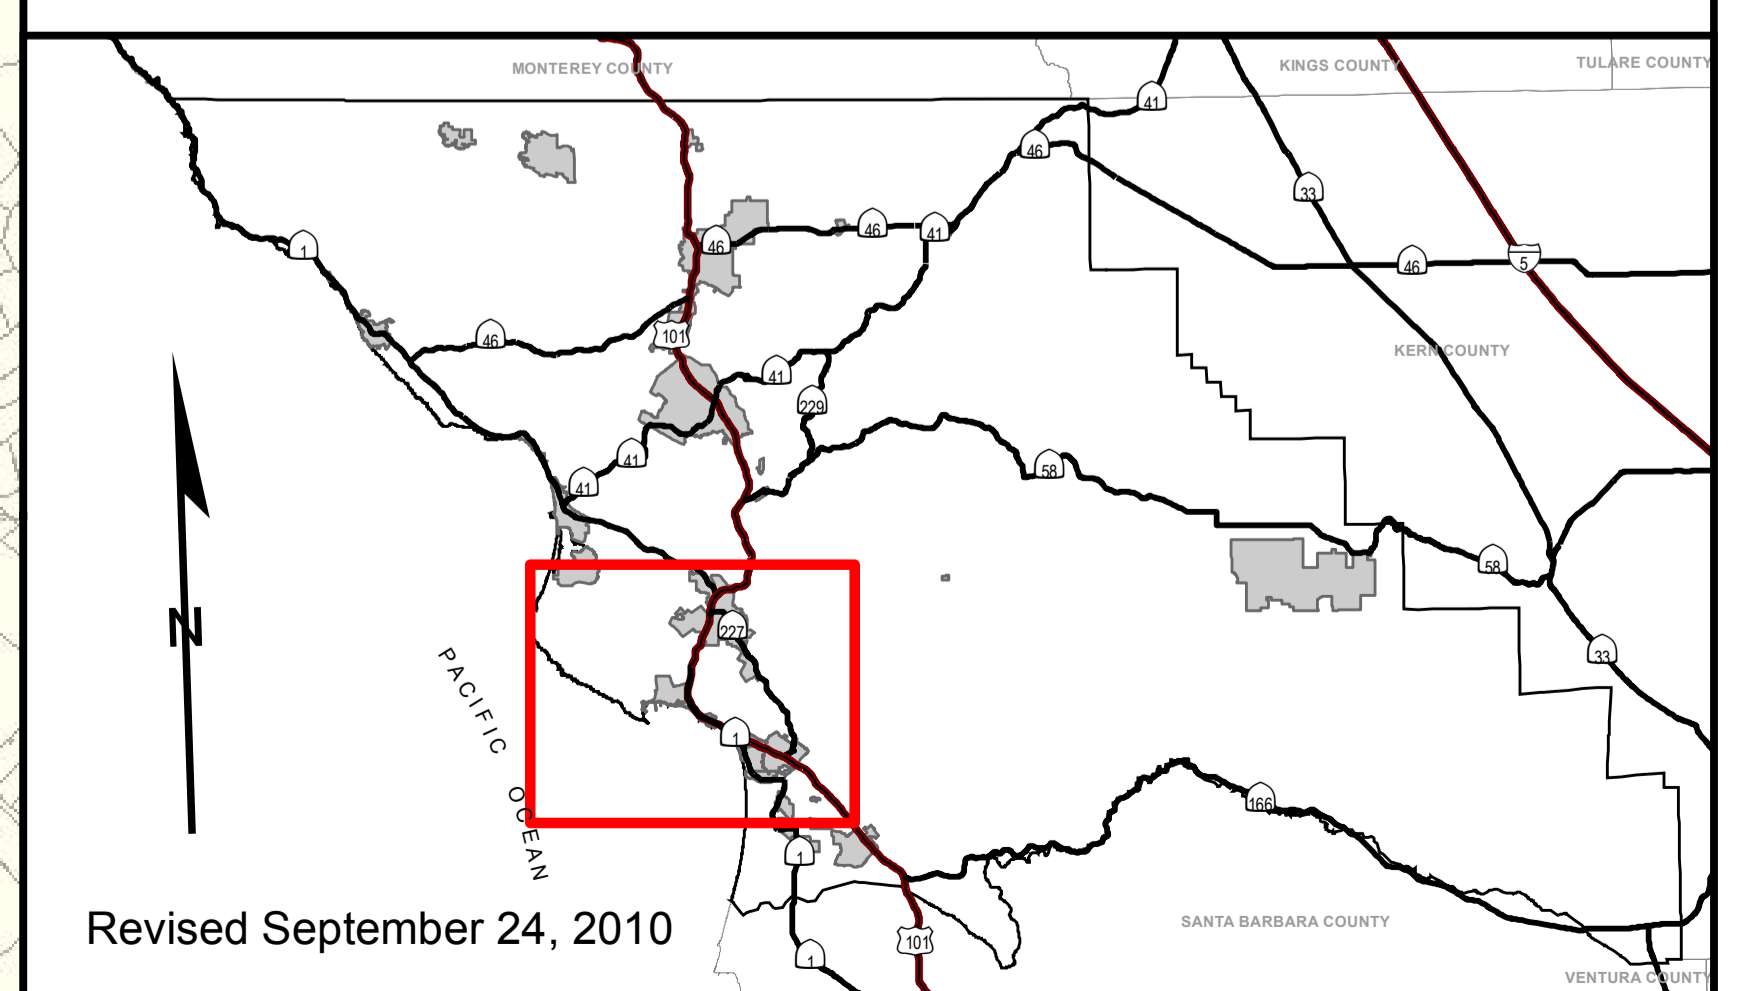 MONTEREY COUNTY
KINGS COUNTY
TULARE COUNTY
41
46
33
1
46
46
41
46
5
46
101
KERN COUNTY
41
229
41
58
41
58
227
33
N
PACIFIC OCEAN
1
166
1
Revised September 24, 2010
SANTA BARBARA COUNTY
101
1
VENTURA COUNTY